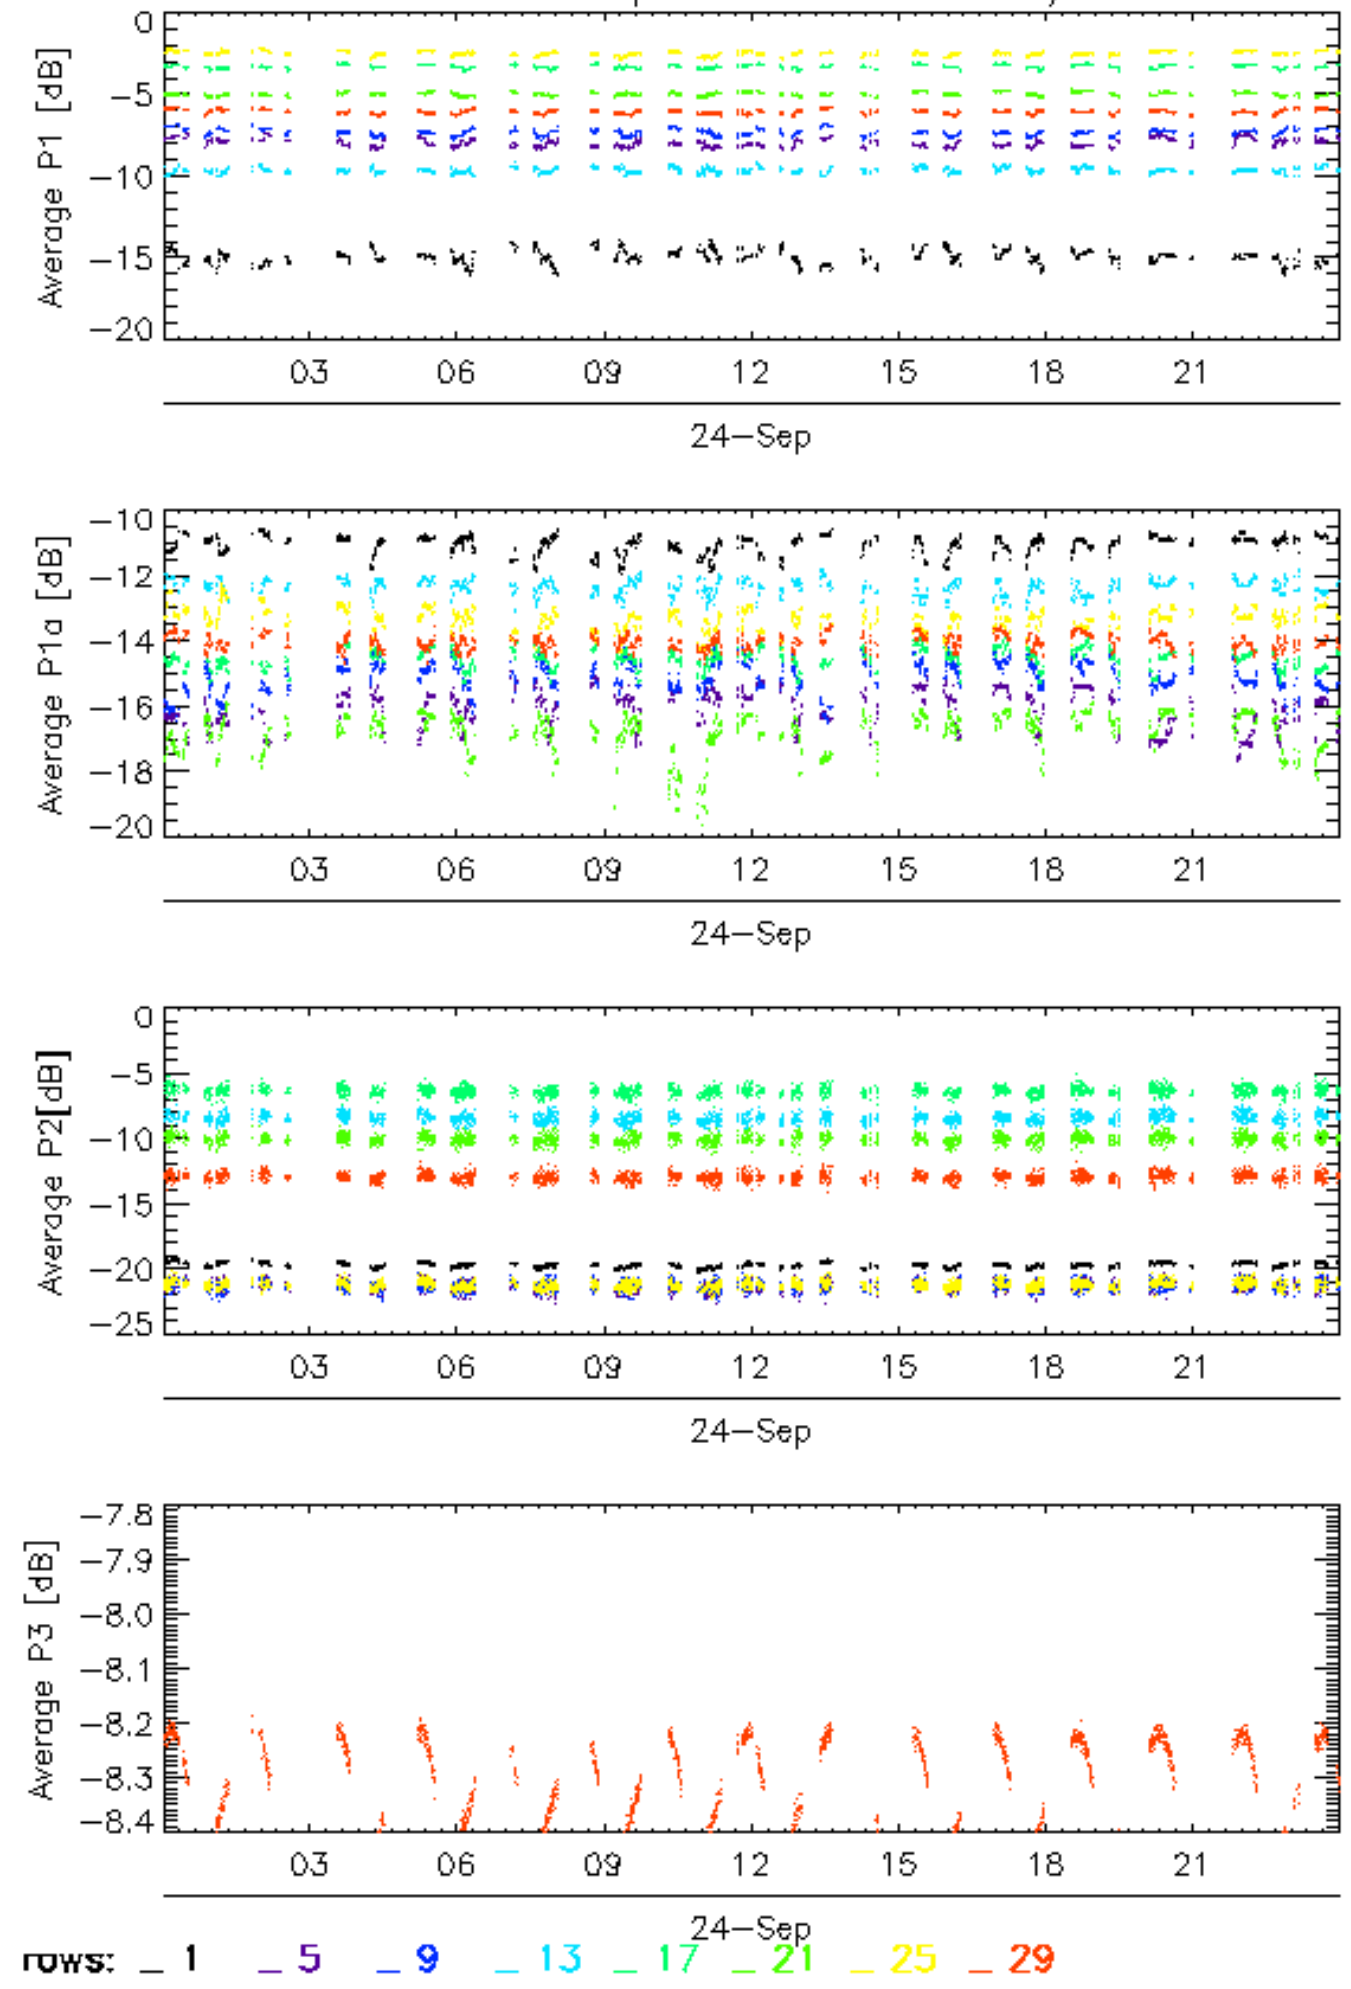 0
−5
−10
−15
−20
Average P1 [dB]
03 06 09 12 15 18 21
24−Sep
−10
−12
−14
−16
−18
−20
Average P1a [dB]
03 06 09 12 15 18 21
24−Sep
0
−5
−10
−15
−20
−25
Average P2[dB]
03 06 09 12 15 18 21
24−Sep
−7.8
−7.9
−8.0
−8.1
−8.2
−8.3
−8.4
Average P3 [dB]
03 06 09 12 15 18 21
24−Sep
rows: _ 1 _ 5 _ 9 _ 13 _ 17 _ 21 _ 25 _ 29